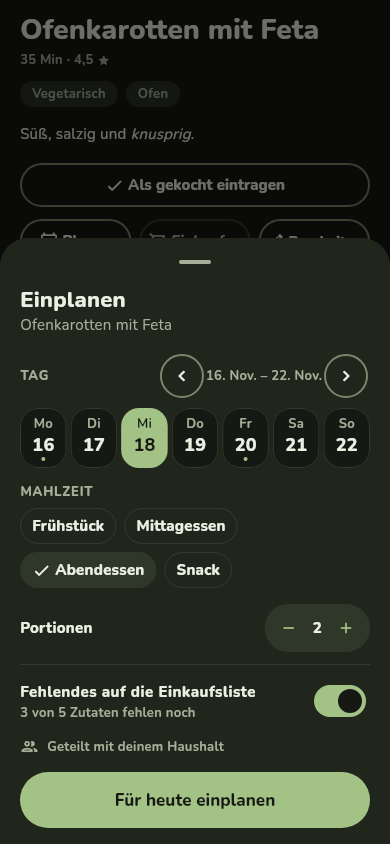 Ofenkarotten mit Feta
35 Min · 4,5 ★
Vegetarisch Ofen
Süß, salzig und knusprig.
Als gekocht eintragen
Einplanen
Ofenkarotten mit Feta
TAG 16. Nov. – 22. Nov.
Mo Di Mi Do Fr Sa So
16 17 18 19 20 21 22
MAHLZEIT
Frühstück Mittagessen
Abendessen Snack
Portionen − 2 +
Fehlendes auf die Einkaufsliste
3 von 5 Zutaten fehlen noch
Geteilt mit deinem Haushalt
Für heute einplanen